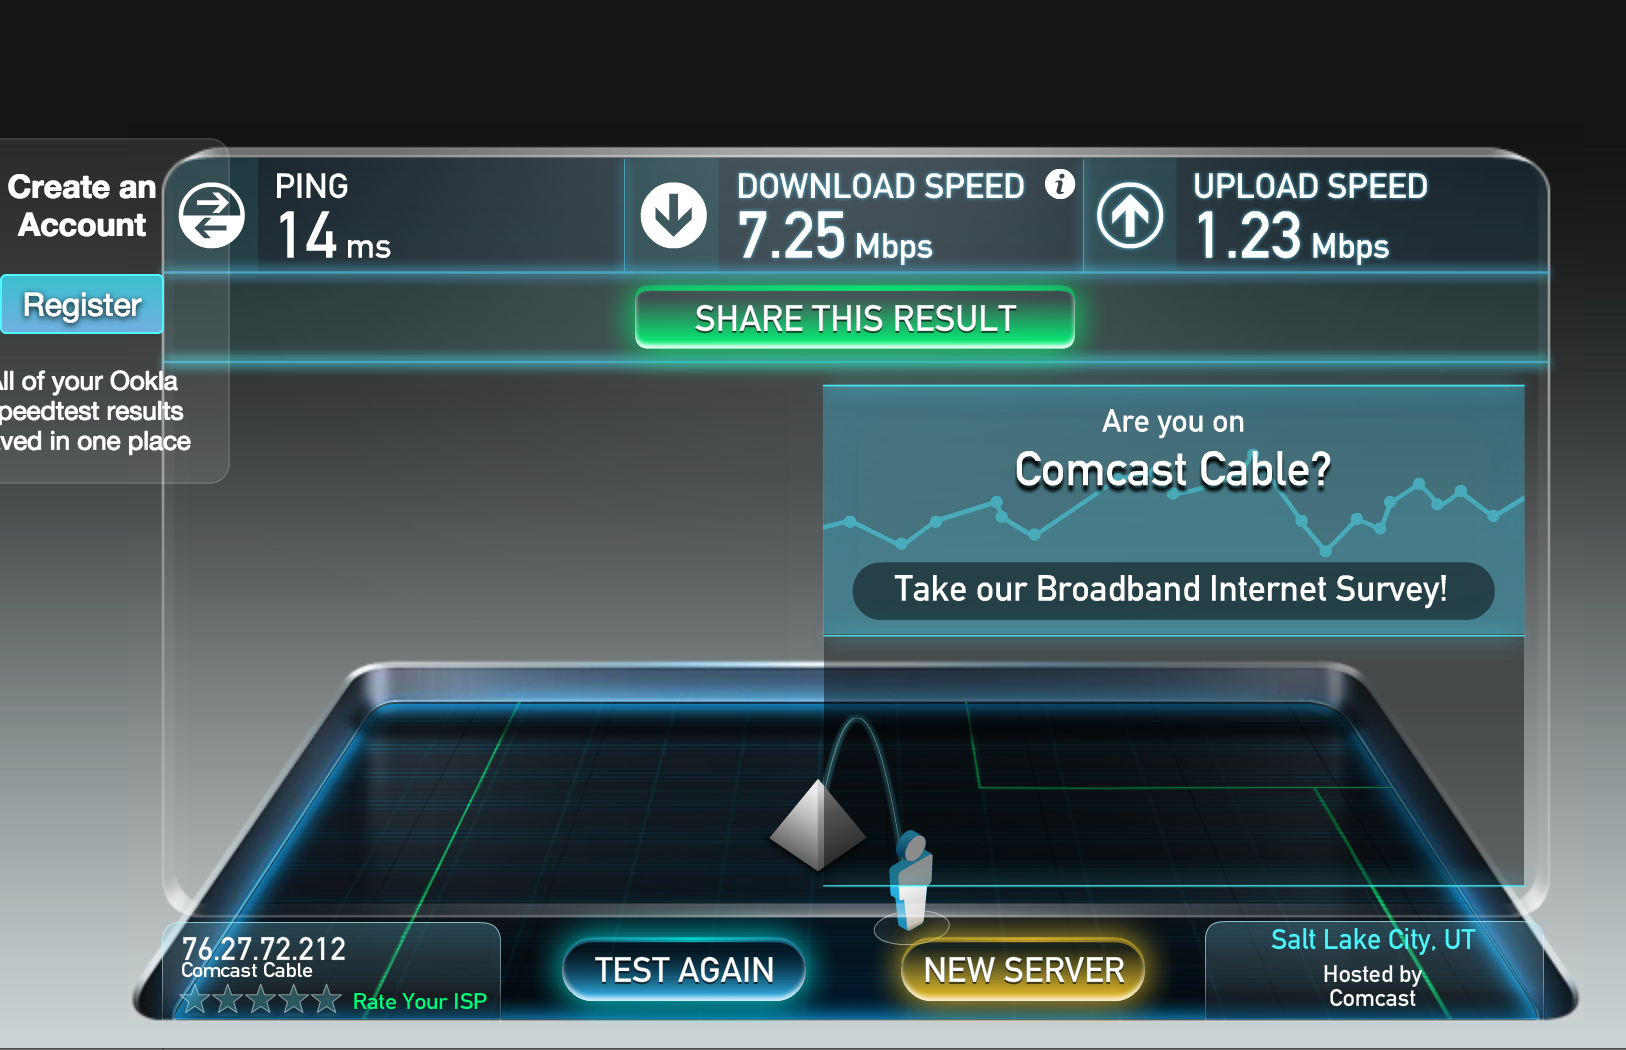 Create an
Account
Register
All of your Ookla
speedtest results
saved in one place
PING
14 ms
DOWNLOAD SPEED
7.25 Mbps
UPLOAD SPEED
1.23 Mbps
SHARE THIS RESULT
Are you on
Comcast Cable?
Take our Broadband Internet Survey!
76.27.72.212
Comcast Cable
Rate Your ISP
TEST AGAIN
NEW SERVER
Salt Lake City, UT
Hosted by
Comcast